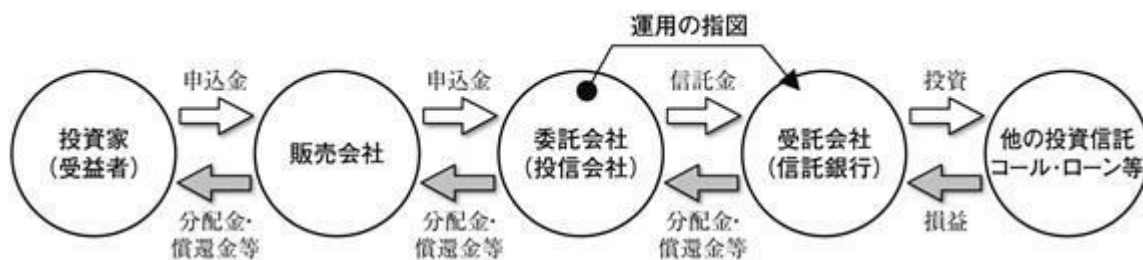 運用の指図
申込金
申込金
信託金
投資
投資家
(受益者)
販売会社
委託会社
(投信会社)
受託会社
(信託銀行)
他の投資信託
コール・ローン等
分配金・
償還金等
分配金・
償還金等
分配金・
償還金等
損益